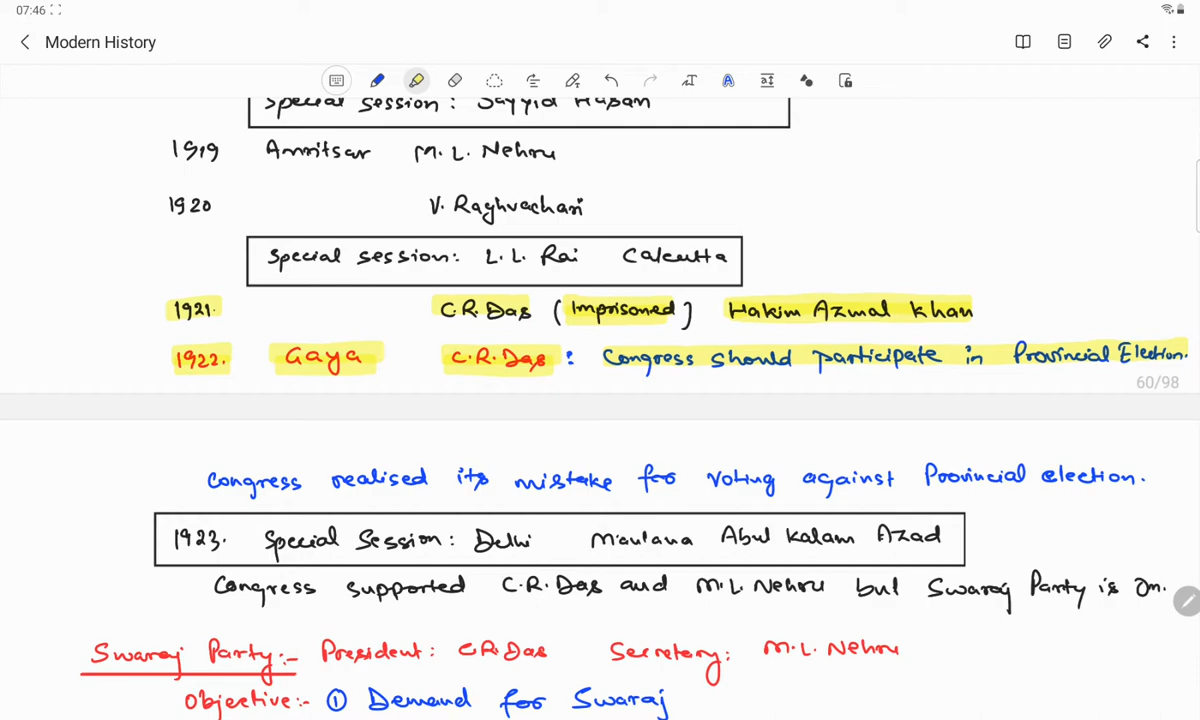 07:46
Modern History
Special Session : Sayyid Hasan
1919 Amritsar M. L. Nehru
1920 V. Raghvachari
Special session: L. L. Rai Calcutta
1921. C.R. Das (Imprisoned) Hakim Azmal Khan
1922. Gaya C.R. Das : Congress should participate in Provincial Election.
60/98
Congress realised its mistake for voting against Provincial election.
1923. Special Session: Delhi Maulana Abul Kalam Azad
Congress supported C.R. Das and M.L. Nehru but Swaraj Party is on.
Swaraj Party:- President: C.R. Das Secretery: M.L. Nehru
Objective:- ① Demand for Swaraj